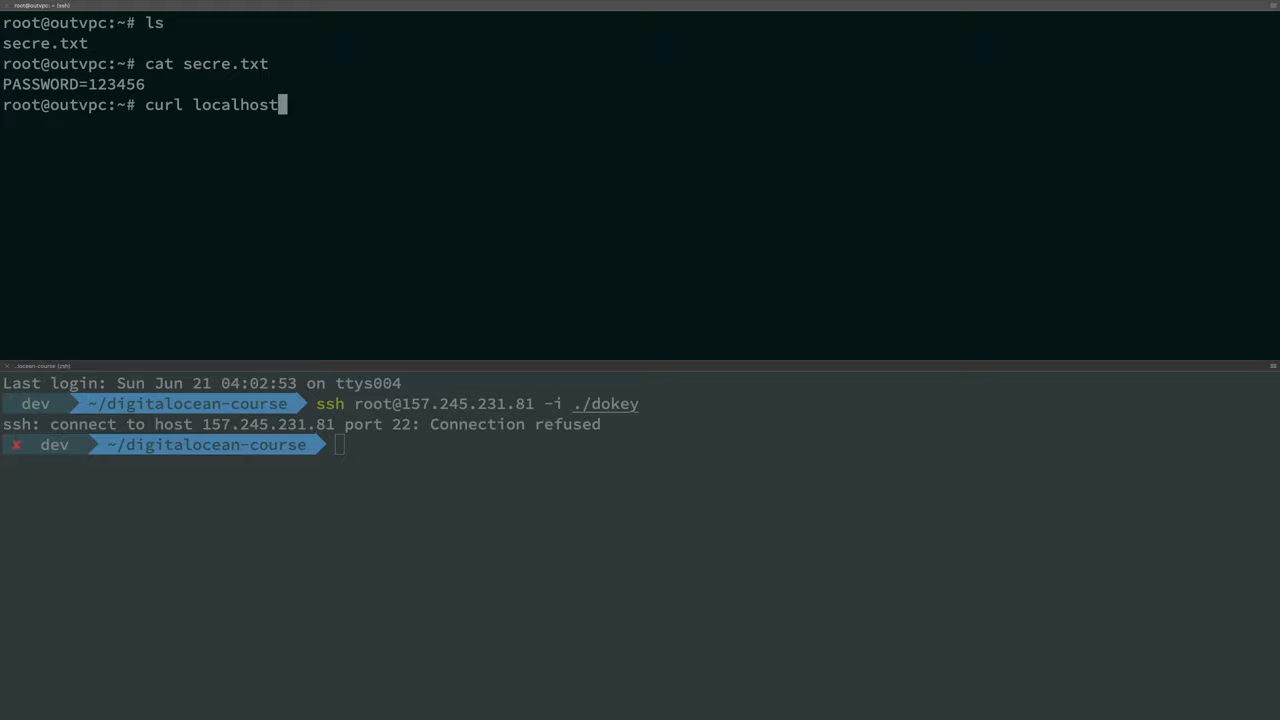 root@outvpc: ~ (ssh)
root@outvpc:~# ls
secre.txt
root@outvpc:~# cat secre.txt
PASSWORD=123456
root@outvpc:~# curl localhost
..ocean-course (zsh)
Last login: Sun Jun 21 04:02:53 on ttys004
dev ~/digitalocean-course ssh root@157.245.231.81 -i ./dokey
ssh: connect to host 157.245.231.81 port 22: Connection refused
✘ dev ~/digitalocean-course